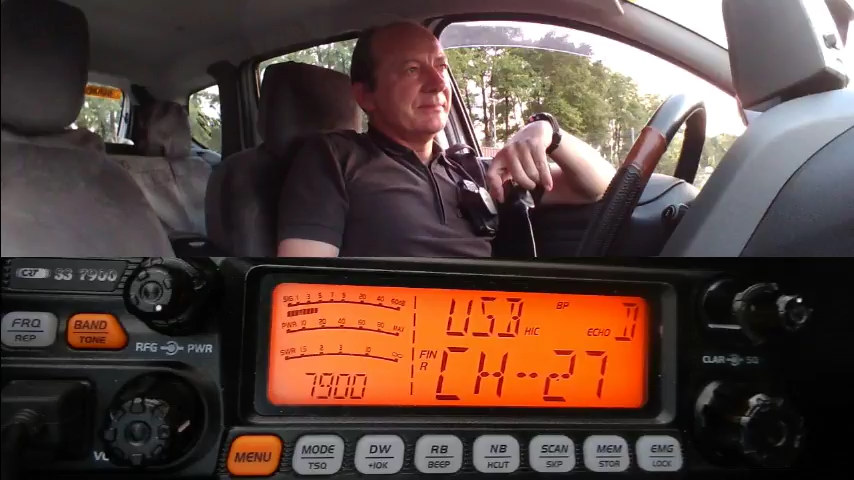 CRT SS 7900
FRQ
REP
BAND
TONE
RFG PWR
SIG 1 3 5 7 9 20 40 60dB
PWR 10 20 40 60 80 MAX
SWR 1.5 2 3 10 ∞
7900
USB HIC BP ECHO D
FIN R CH-27
CLAR SQ
MENU
MODE
TSQ
DW
+10K
RB
BEEP
NB
HCUT
SCAN
SKP
MEM
STOR
EMG
LOCK